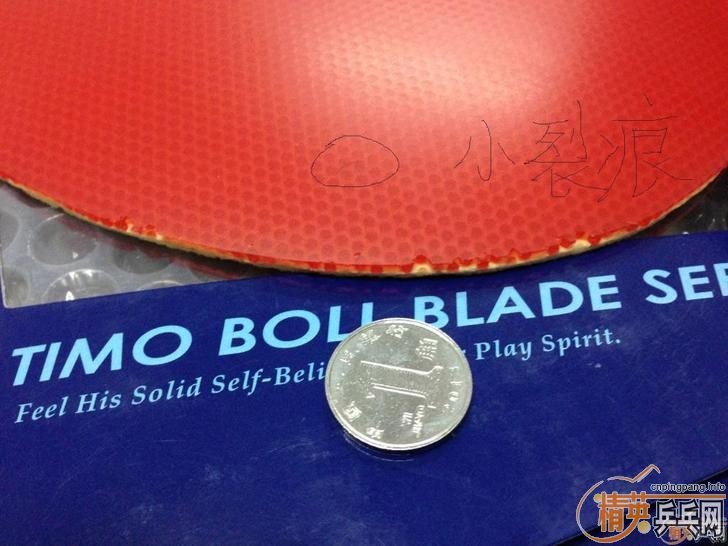 小裂痕
TIMO BOLL BLADE SER
Feel His Solid Self-Beli Play Spirit.
1
cnpingpang.info
精英乒乓网